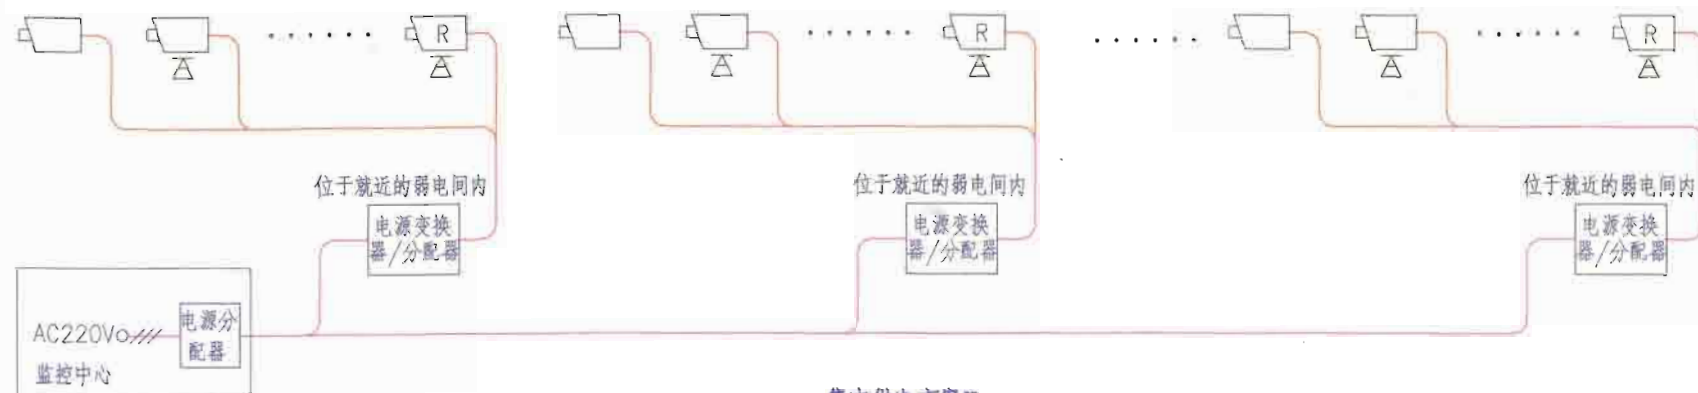 R
R
R
位于就近的弱电间内
位于就近的弱电间内
位于就近的弱电间内
电源变换
器/分配器
电源变换
器/分配器
电源变换
器/分配器
电源分
配器
AC220V
监控中心